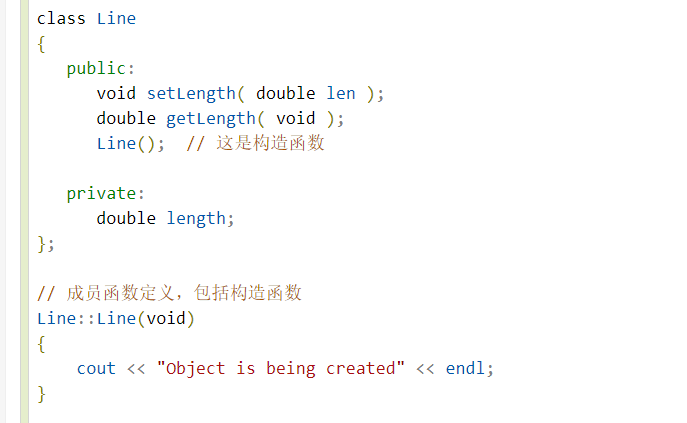 class Line
{
   public:
      void setLength( double len );
      double getLength( void );
      Line();  // 这是构造函数

   private:
      double length;
};

// 成员函数定义，包括构造函数
Line::Line(void)
{
    cout << "Object is being created" << endl;
}